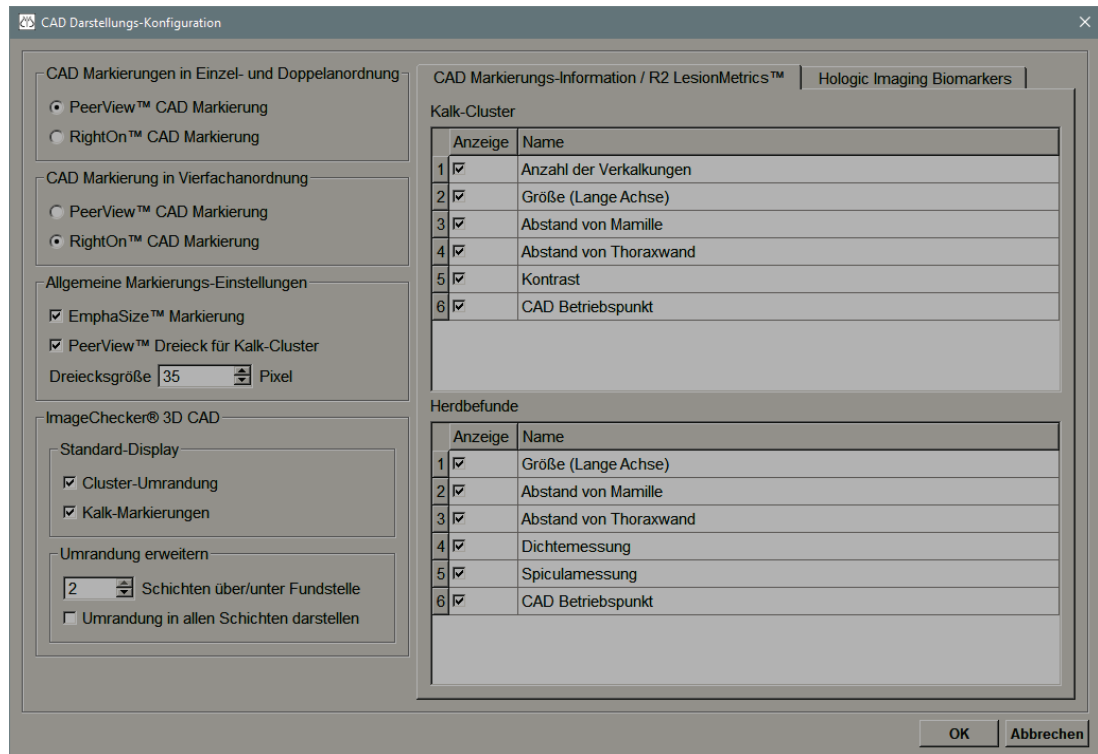 CAD Darstellungs-Konfiguration
CAD Markierungen in Einzel- und Doppelanordnung
PeerView™ CAD Markierung
RightOn™ CAD Markierung
CAD Markierung in Vierfachanordnung
PeerView™ CAD Markierung
RightOn™ CAD Markierung
Allgemeine Markierungs-Einstellungen
EmphaSize™ Markierung
PeerView™ Dreieck für Kalk-Cluster
Dreiecksgröße 35 Pixel
ImageChecker® 3D CAD
Standard-Display
Cluster-Umrandung
Kalk-Markierungen
Umrandung erweitern
2 Schichten über/unter Fundstelle
Umrandung in allen Schichten darstellen
CAD Markierungs-Information / R2 LesionMetrics™ Hologic Imaging Biomarkers
Kalk-Cluster
Anzeige Name
1 Anzahl der Verkalkungen
2 Größe (Lange Achse)
3 Abstand von Mamille
4 Abstand von Thoraxwand
5 Kontrast
6 CAD Betriebspunkt
Herdbefunde
Anzeige Name
1 Größe (Lange Achse)
2 Abstand von Mamille
3 Abstand von Thoraxwand
4 Dichtemessung
5 Spiculamessung
6 CAD Betriebspunkt
OK Abbrechen